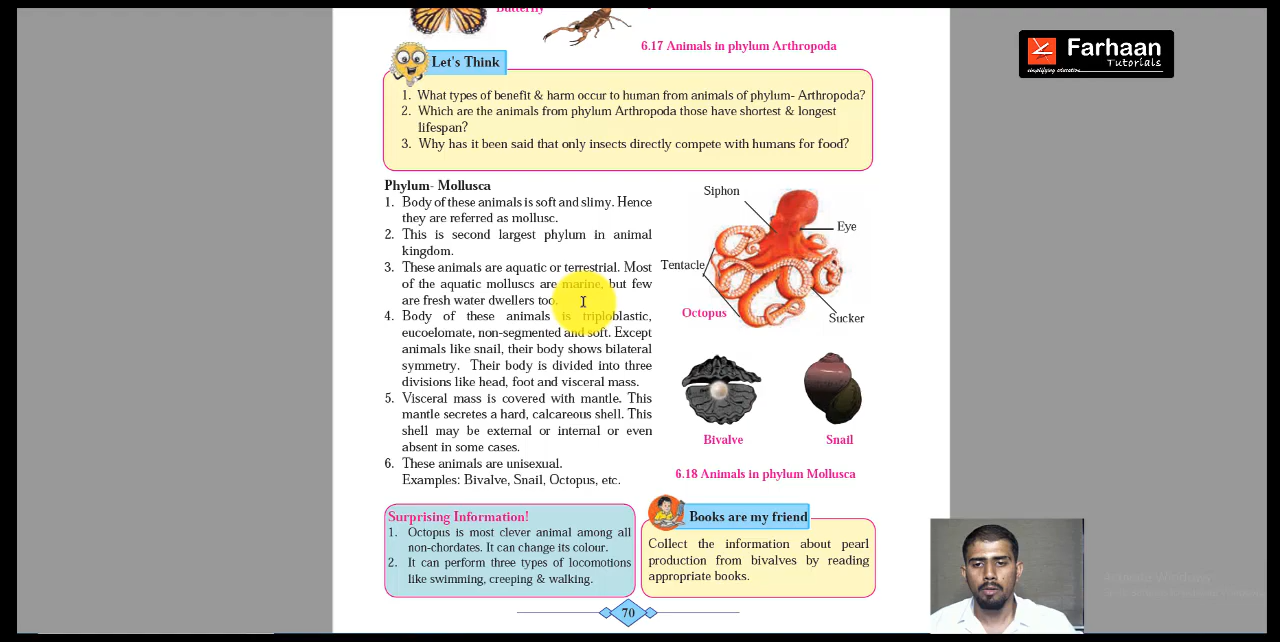 Butterfly
6.17 Animals in phylum Arthropoda
Farhaan
Tutorials
simplifying education
Let's Think
1. What types of benefit & harm occur to human from animals of phylum- Arthropoda?
2. Which are the animals from phylum Arthropoda those have shortest & longest
lifespan?
3. Why has it been said that only insects directly compete with humans for food?
Phylum- Mollusca
1. Body of these animals is soft and slimy. Hence
they are referred as mollusc.
2. This is second largest phylum in animal
kingdom.
3. These animals are aquatic or terrestrial. Most
of the aquatic molluscs are marine, but few
are fresh water dwellers too.
4. Body of these animals is triploblastic,
eucoelomate, non-segmented and soft. Except
animals like snail, their body shows bilateral
symmetry. Their body is divided into three
divisions like head, foot and visceral mass.
5. Visceral mass is covered with mantle. This
mantle secretes a hard, calcareous shell. This
shell may be external or internal or even
absent in some cases.
6. These animals are unisexual.
Examples: Bivalve, Snail, Octopus, etc.
Siphon
Eye
Tentacle
Octopus
Sucker
Bivalve
Snail
6.18 Animals in phylum Mollusca
Surprising Information!
1. Octopus is most clever animal among all
non-chordates. It can change its colour.
2. It can perform three types of locomotions
like swimming, creeping & walking.
Books are my friend
Collect the information about pearl
production from bivalves by reading
appropriate books.
70
Activate Windows